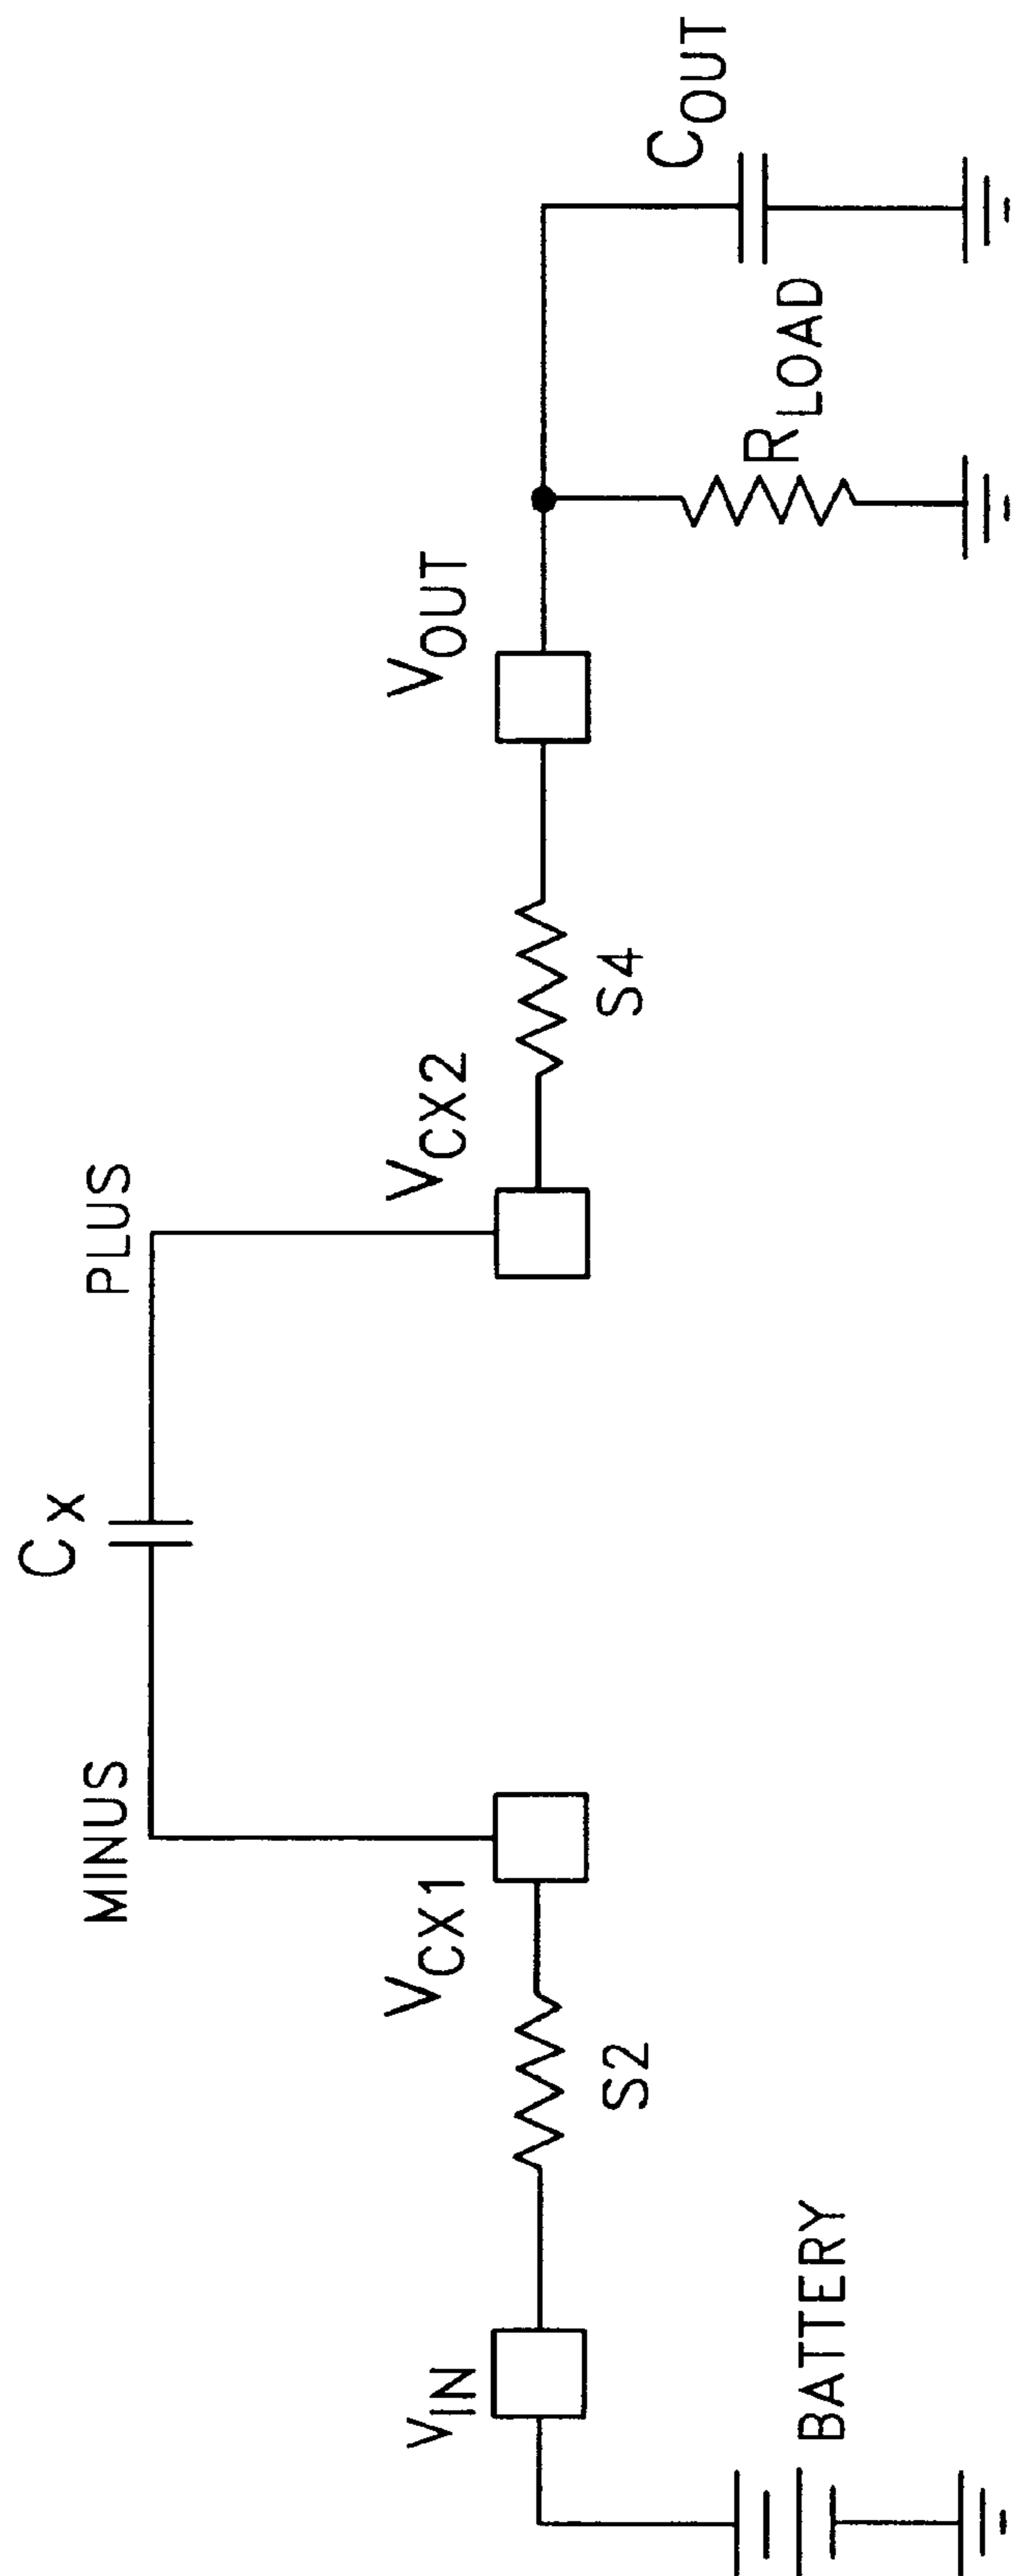 C_X
MINUS
PLUS
V_IN
V_CX1
V_CX2
V_OUT
S2
S4
BATTERY
R_LOAD
C_OUT